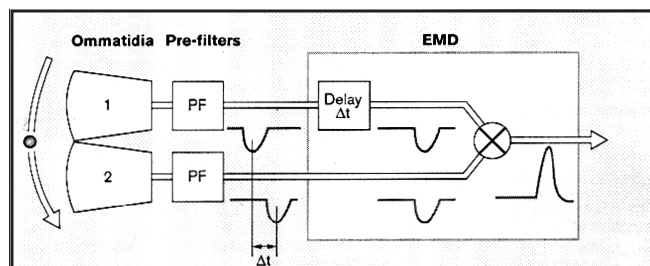 Ommatidia Pre-filters EMD
1 PF Delay
Δt
2 PF
Δt